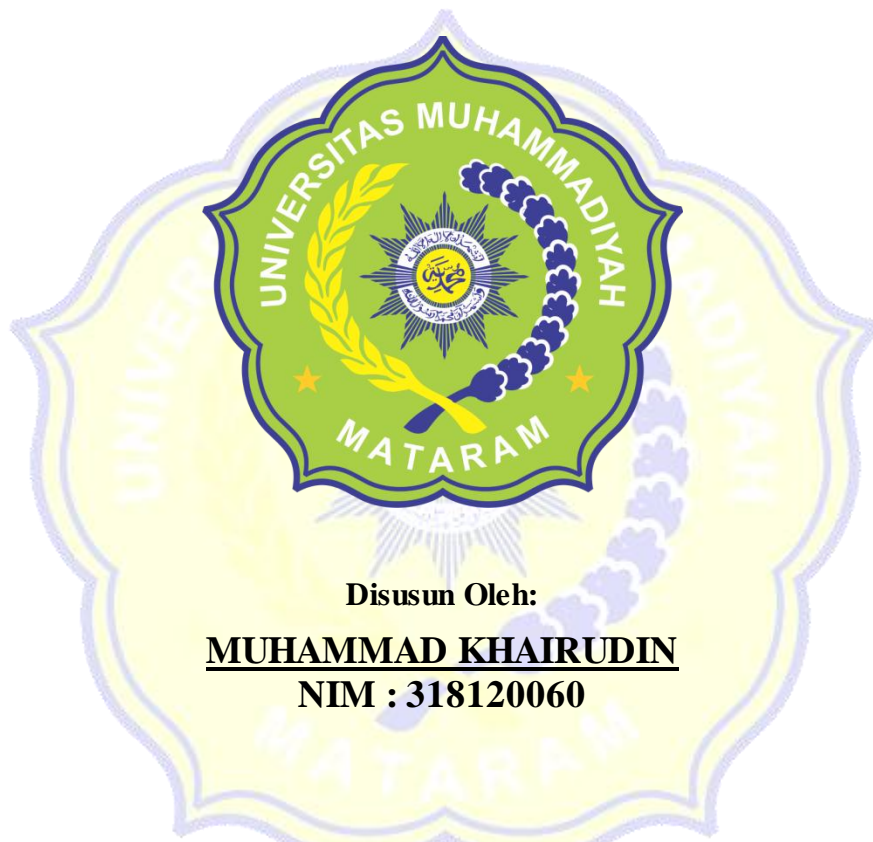 UNIVERSITAS MUHAMMADIYAH
MATARAM
Disusun Oleh:
MUHAMMAD KHAIRUDIN
NIM : 318120060